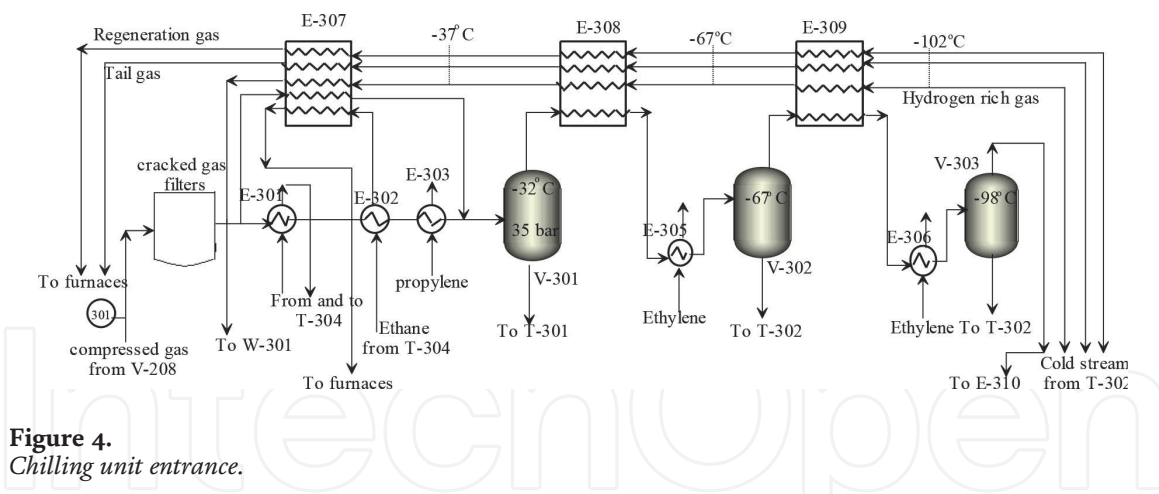 E-307
Regeneration gas
-37°C
E-308
-67°C
E-309
-102°C
Tail gas
Hydrogen rich gas
cracked gas
filters
E-301
E-302
E-303
-32°C
35 bar
V-301
E-305
-67°C
V-302
E-306
V-303
-98°C
To furnaces
301
compressed gas
from V-208
To W-301
From and to
T-304
To furnaces
Ethane
from T-304
propylene
To T-301
Ethylene
To T-302
Ethylene
To T-302
To E-310
Cold stream
from T-302
Figure 4.
Chilling unit entrance.
IntechOpen